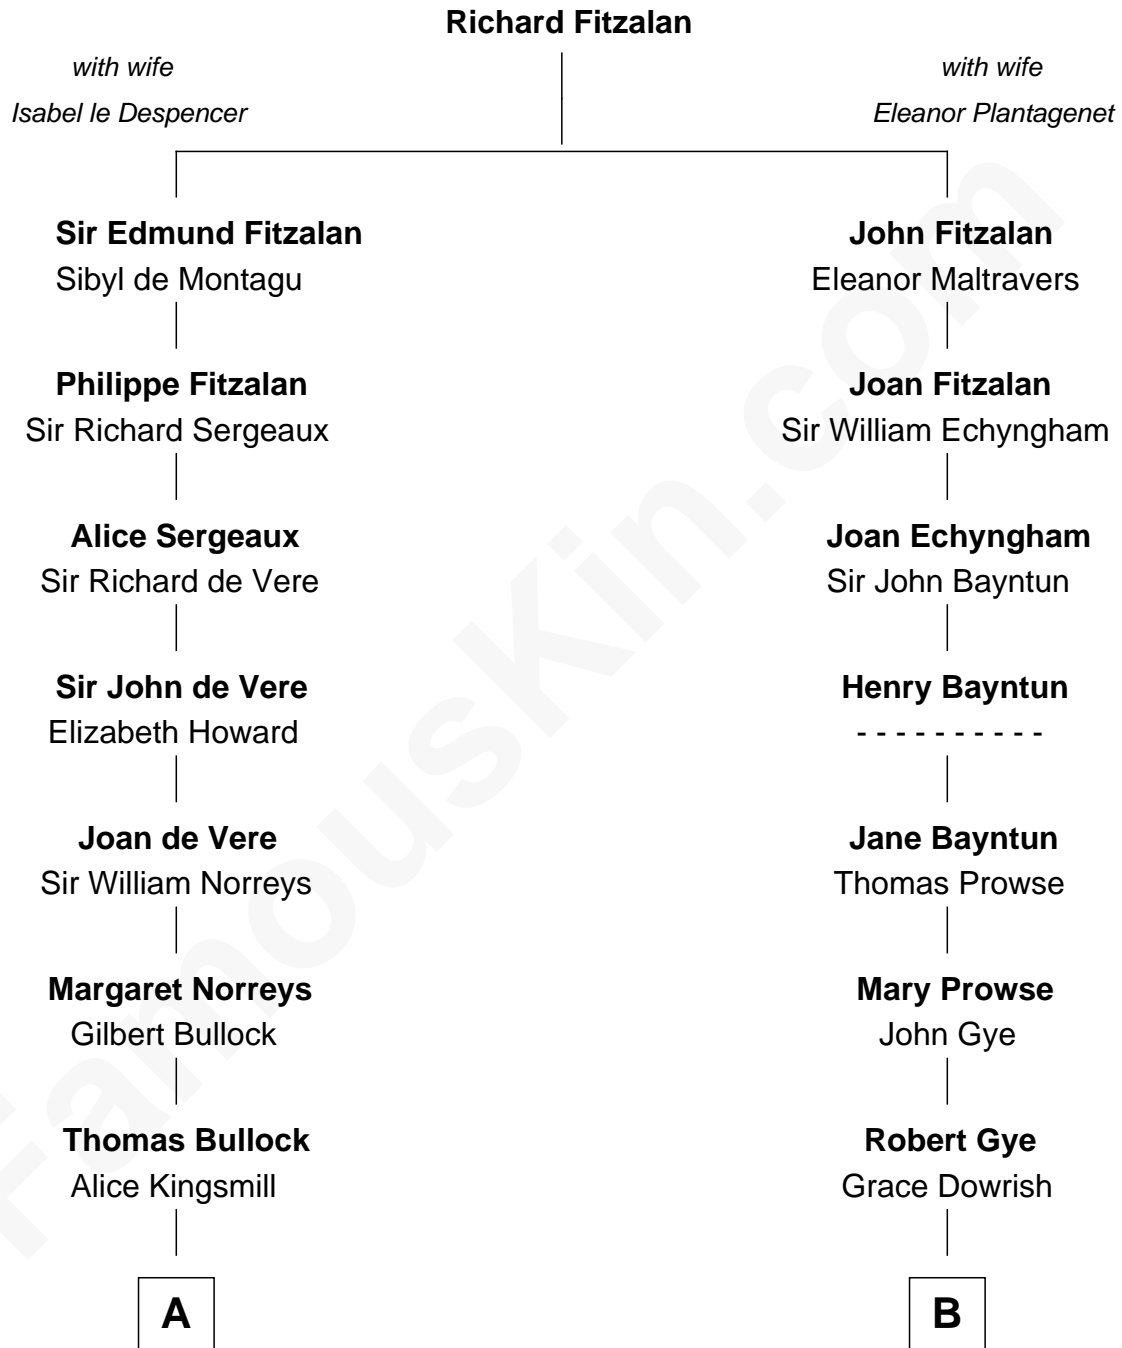 Richard Fitzalan
with wife
Isabel le Despencer
with wife
Eleanor Plantagenet
Sir Edmund Fitzalan
Sibyl de Montagu
John Fitzalan
Eleanor Maltravers
Philippe Fitzalan
Sir Richard Sergeaux
Joan Fitzalan
Sir William Echyngham
Alice Sergeaux
Sir Richard de Vere
Joan Echyngham
Sir John Bayntun
Sir John de Vere
Elizabeth Howard
Henry Bayntun
- - - - - - - - - -
Joan de Vere
Sir William Norreys
Jane Bayntun
Thomas Prowse
Margaret Norreys
Gilbert Bullock
Mary Prowse
John Gye
Thomas Bullock
Alice Kingsmill
Robert Gye
Grace Dowrish
A
B
FamousKin.com